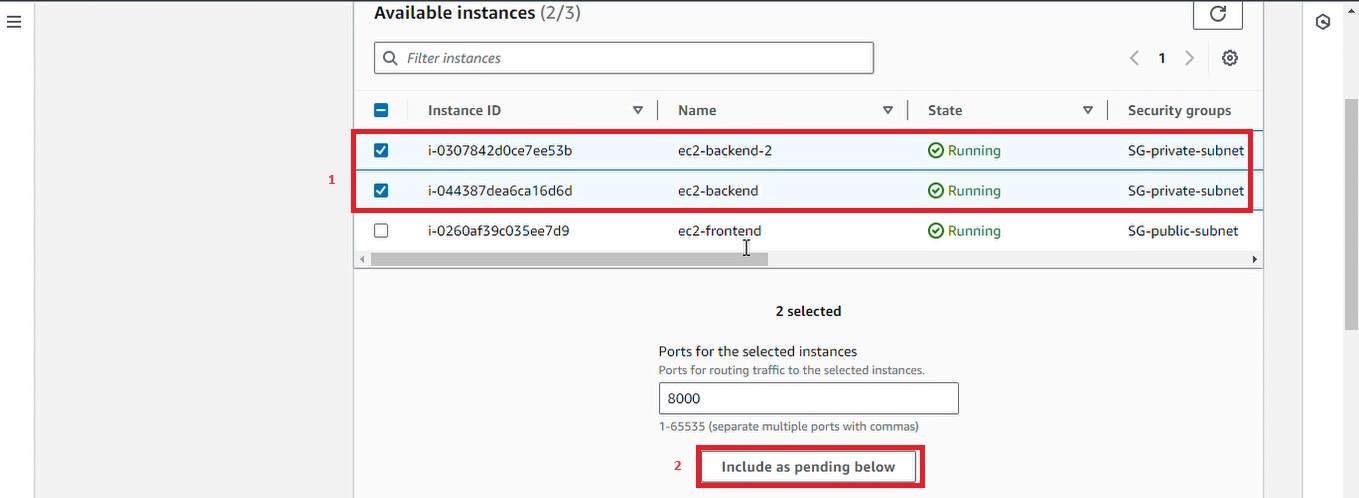 Available instances (2/3)
Filter instances
1
Instance ID Name State Security groups
i-0307842d0ce7ee53b ec2-backend-2 Running SG-private-subnet
1
i-044387dea6ca16d6d ec2-backend Running SG-private-subnet
i-0260af39c035ee7d9 ec2-frontend Running SG-public-subnet
2 selected
Ports for the selected instances
Ports for routing traffic to the selected instances.
8000
1-65535 (separate multiple ports with commas)
2 Include as pending below